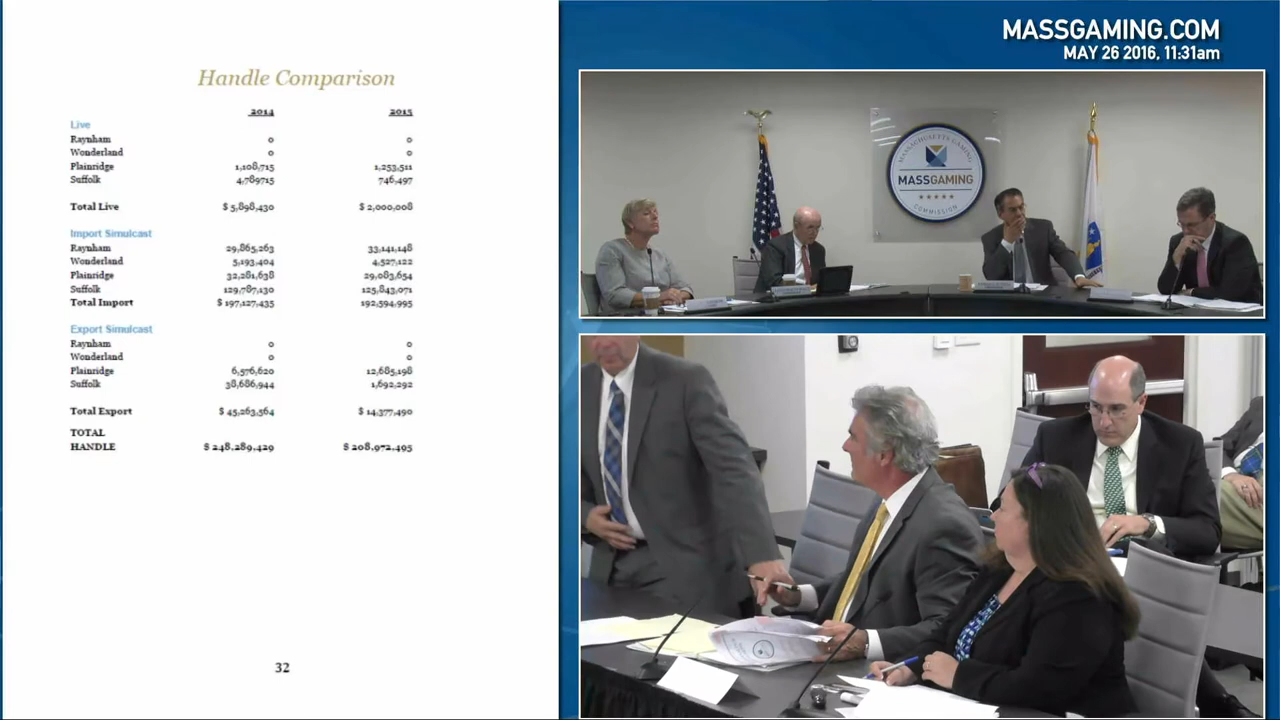 MASSGAMING.COM
MAY 26 2016, 11:31am
Handle Comparison
2014 2015
Live
Raynham 0 0
Wonderland 0 0
Plainridge 1,108,715 1,253,511
Suffolk 4,789715 746,497
Total Live $ 5,898,430 $ 2,000,008
Import Simulcast
Raynham 29,865,263 33,141,148
Wonderland 5,193,404 4,527,122
Plainridge 32,281,638 29,083,654
Suffolk 129,787,130 125,843,071
Total Import $ 197,127,435 192,594,995
Export Simulcast
Raynham 0 0
Wonderland 0 0
Plainridge 6,576,620 12,685,198
Suffolk 38,686,944 1,692,292
Total Export $ 45,263,564 $ 14,377,490
TOTAL
HANDLE $ 248,289,429 $ 208,972,495
32
MASSACHUSETTS GAMING
MASSGAMING
COMMISSION